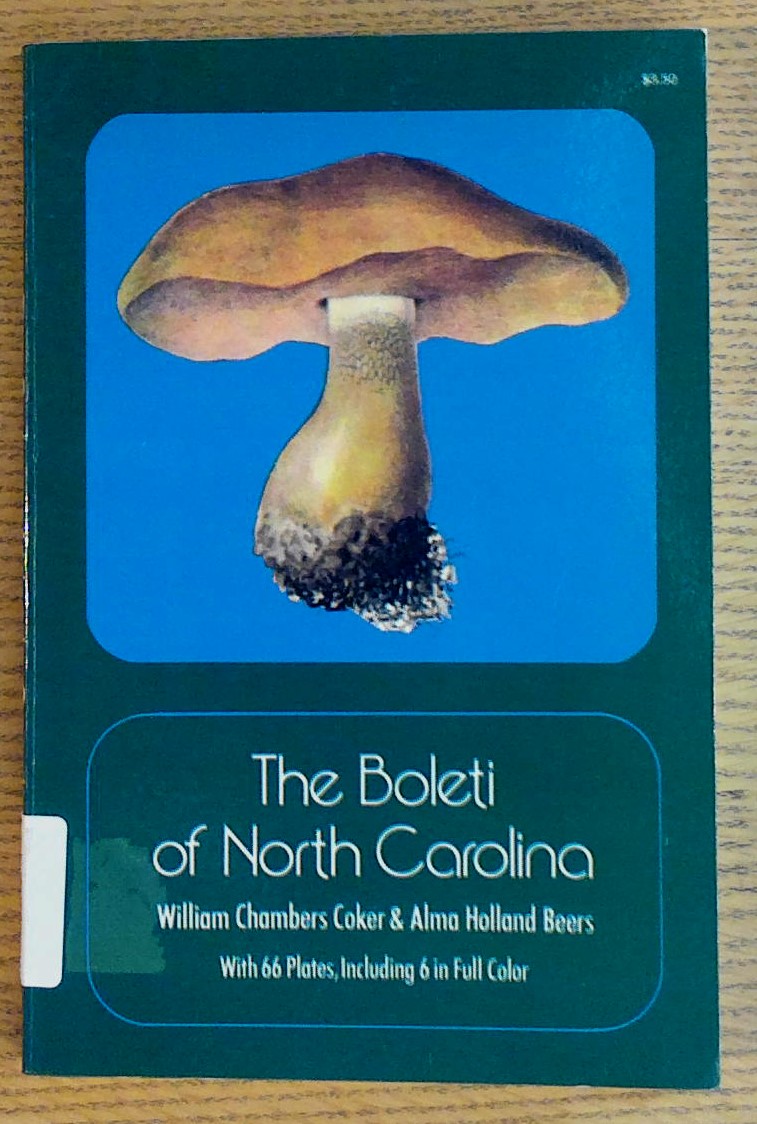 The Boleti
of North Carolina
William Chambers Coker & Alma Holland Beers
With 66 Plates, Including 6 in Full Color